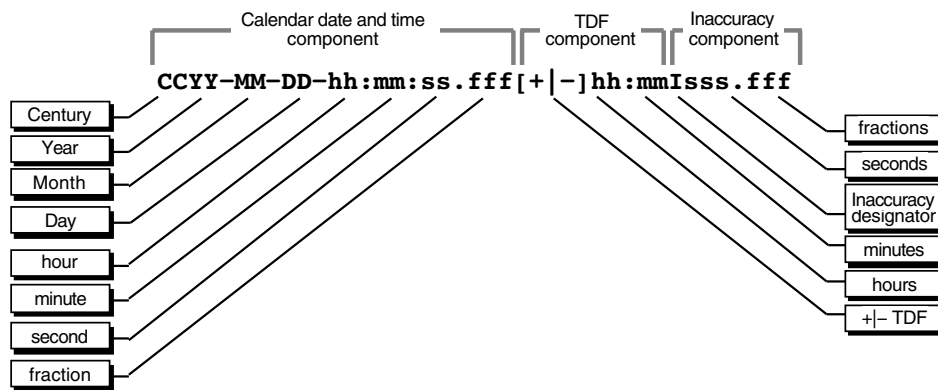 Calendar date and time
component
TDF
component
Inaccuracy
component
CCYY–MM–DD–hh:mm:ss.fff[+|–]hh:mmIsss.fff
Century
Year
Month
Day
hour
minute
second
fraction
fractions
seconds
Inaccuracy
designator
minutes
hours
+|– TDF